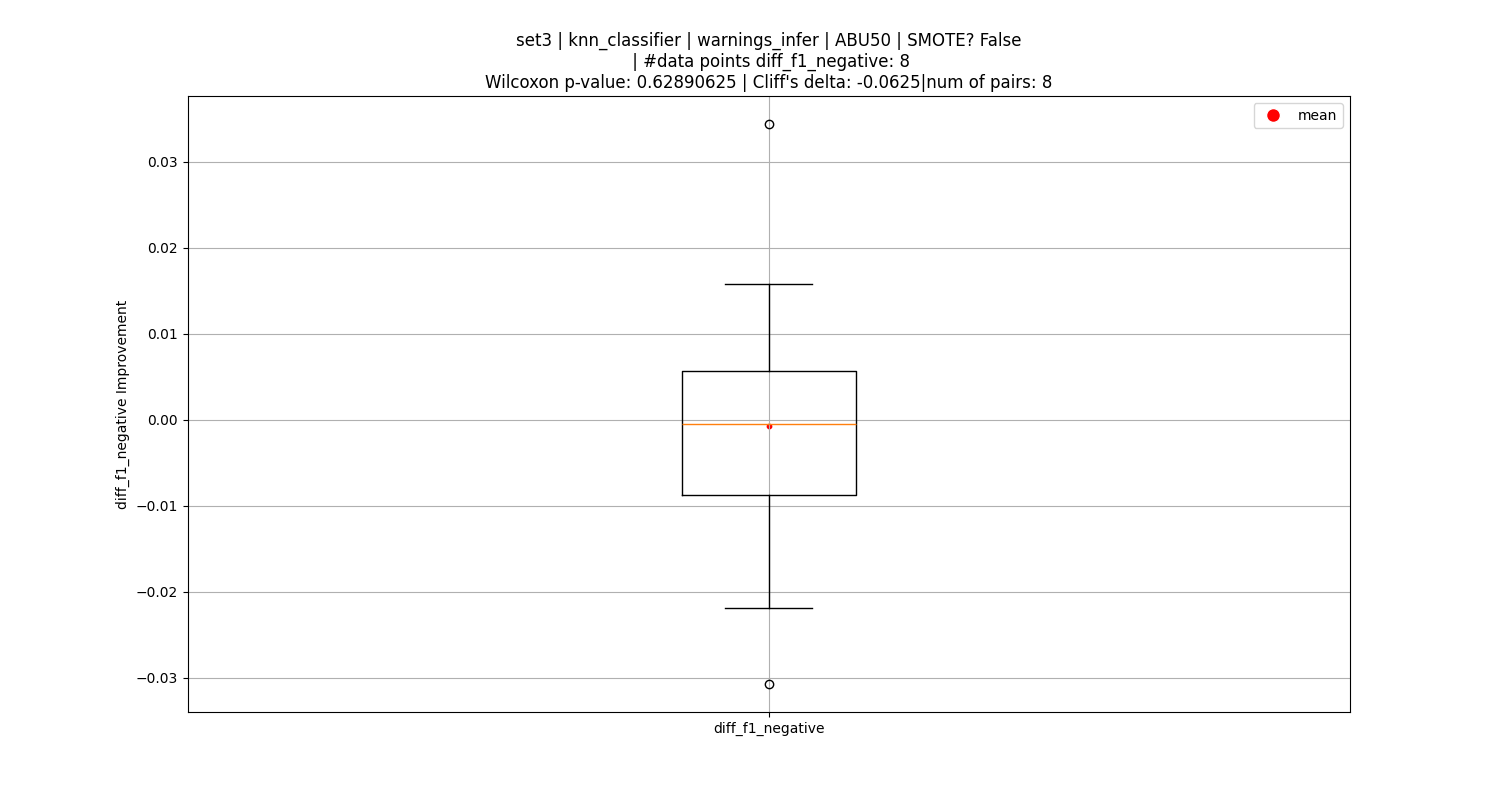 set3 | knn_classifier | warnings_infer | ABU50 | SMOTE? False
| #data points diff_f1_negative: 8
Wilcoxon p-value: 0.62890625 | Cliff's delta: -0.0625|num of pairs: 8
mean
0.03
0.02
0.01
0.00
−0.01
−0.02
−0.03
diff_f1_negative Improvement
diff_f1_negative